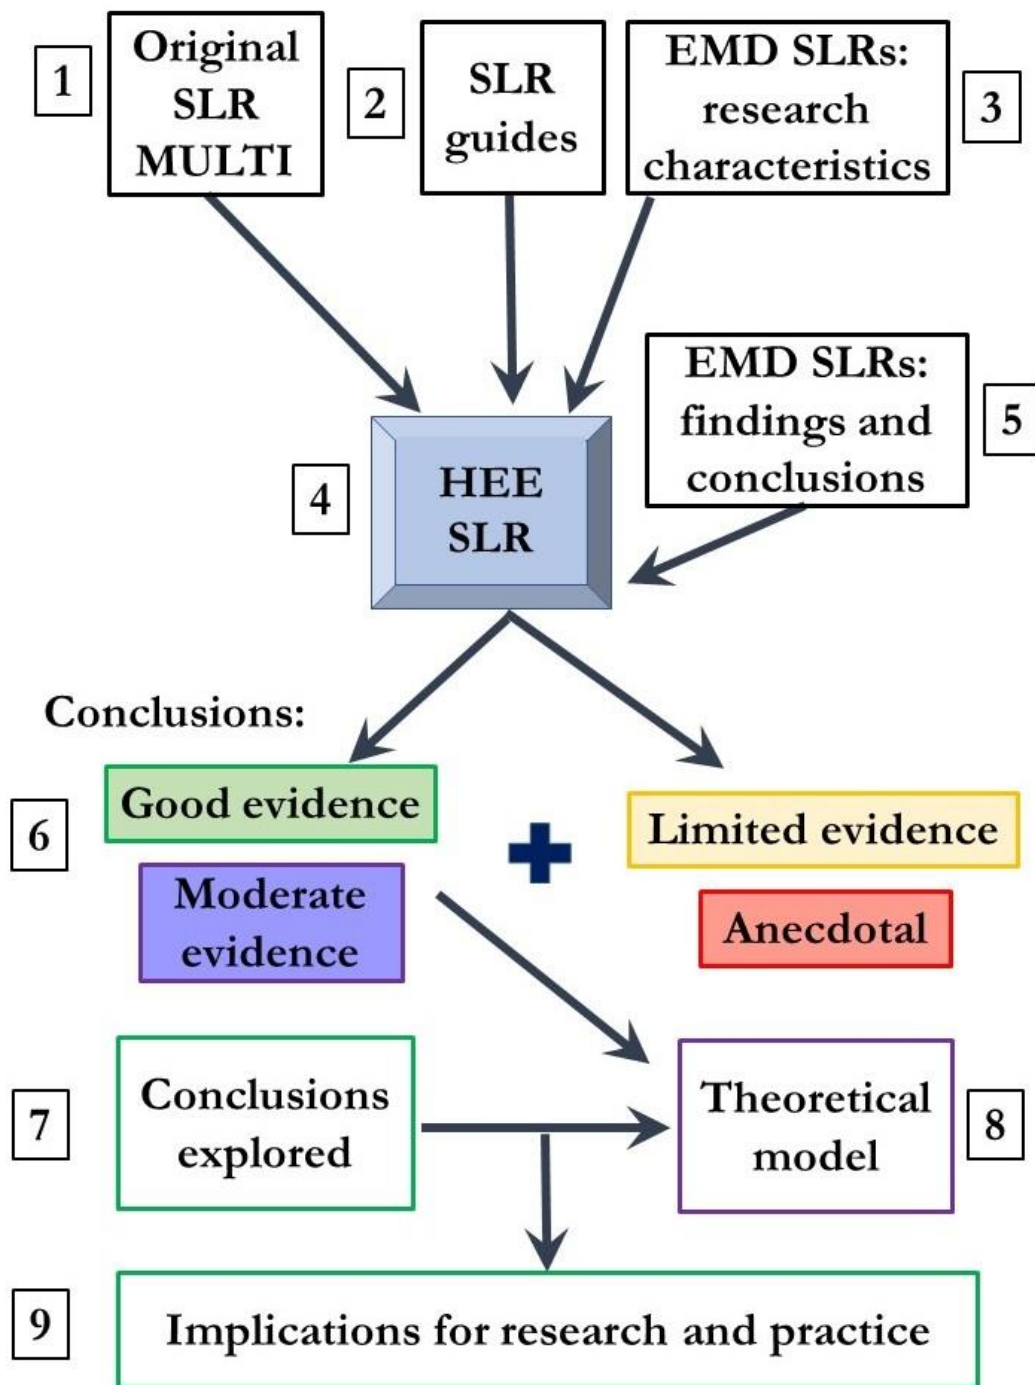 1
Original
SLR
MULTI
2
SLR
guides
EMD SLRs:
research
characteristics
3
EMD SLRs:
findings and
conclusions
5
4
HEE
SLR
Conclusions:
6
Good evidence
Moderate
evidence
Limited evidence
Anecdotal
7
Conclusions
explored
Theoretical
model
8
9
Implications for research and practice